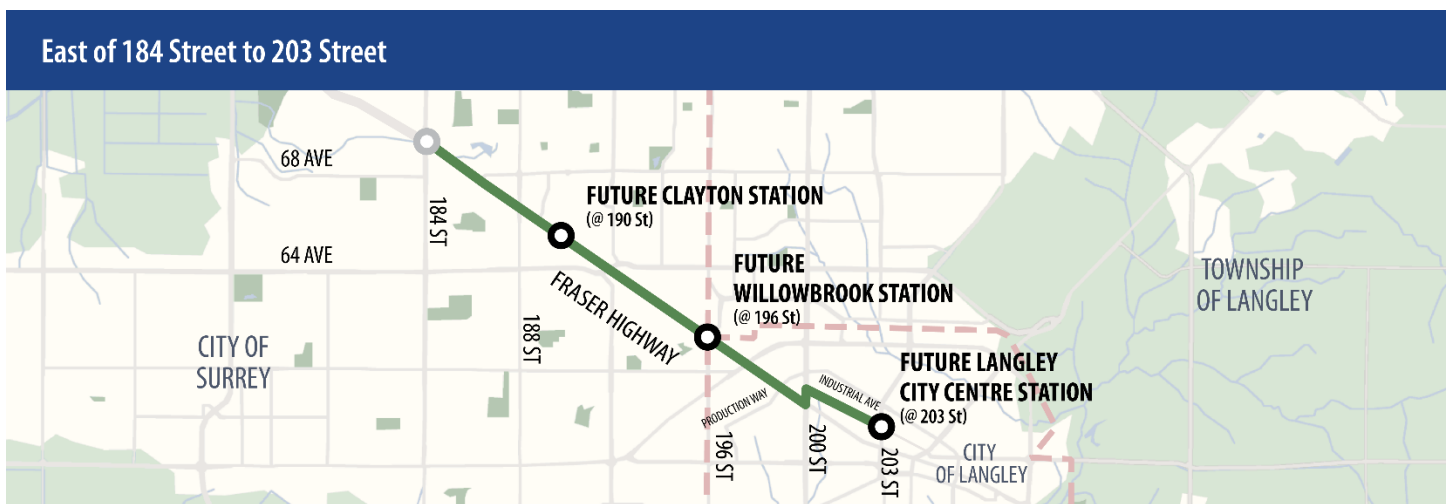 East of 184 Street to 203 Street
68 AVE
184 ST
FUTURE CLAYTON STATION
(@ 190 St)
64 AVE
FRASER HIGHWAY
188 ST
FUTURE
WILLOWBROOK STATION
(@ 196 St)
TOWNSHIP
OF LANGLEY
CITY OF
SURREY
FUTURE LANGLEY
CITY CENTRE STATION
(@ 203 St)
INDUSTRIAL AVE
PRODUCTION WAY
196 ST
200 ST
203 ST
CITY
OF LANGLEY